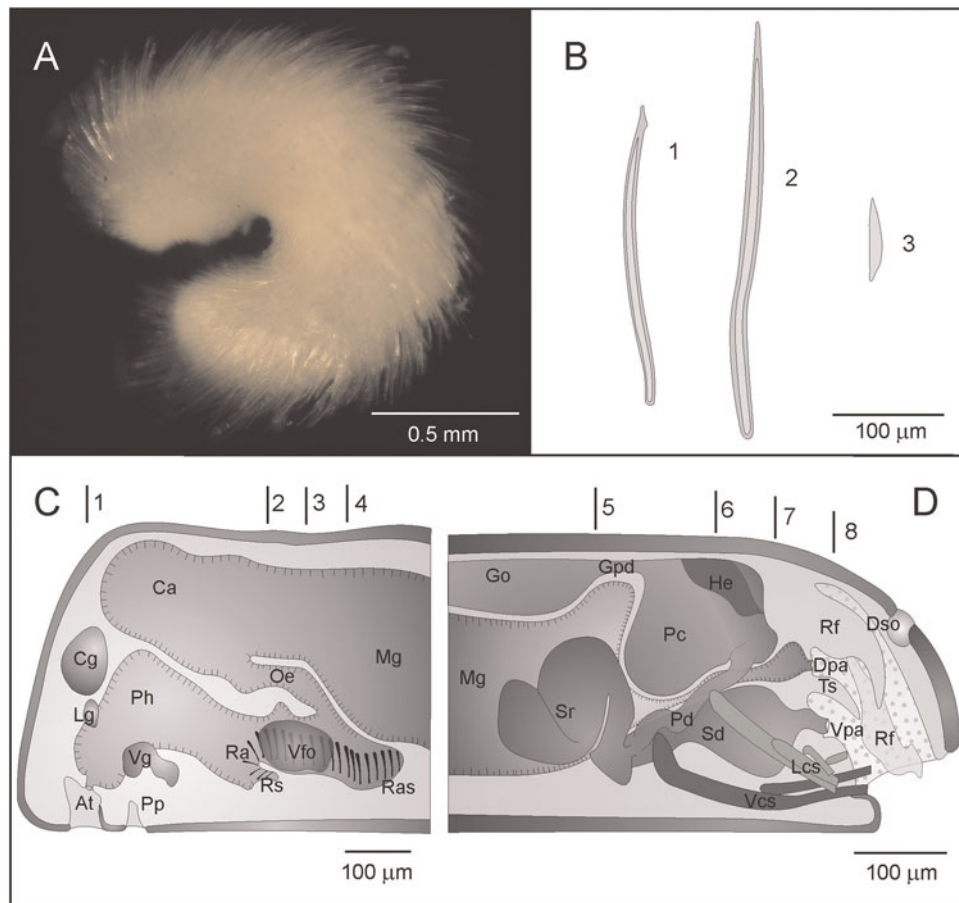 A
0.5 mm
B
1
2
3
100 μm
C
1
2
3
4
Ca
Cg
Mg
Oe
Ph
Lg
Ra
Vfo
Vg
Rs
Ras
At
Pp
100 μm
5
6
7
D
8
Go
Gpd
He
Rf
Dso
Pc
Mg
Dpa
Ts
Sr
Pd
Sd
Vpa
Rf
Lcs
Vcs
100 μm